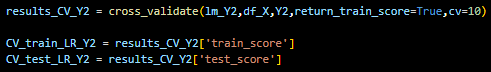 results_CV_Y2 = cross_validate(lm_Y2,df_X,Y2,return_train_score=True,cv=10)
CV_train_LR_Y2 = results_CV_Y2['train_score']
CV_test_LR_Y2 = results_CV_Y2['test_score']